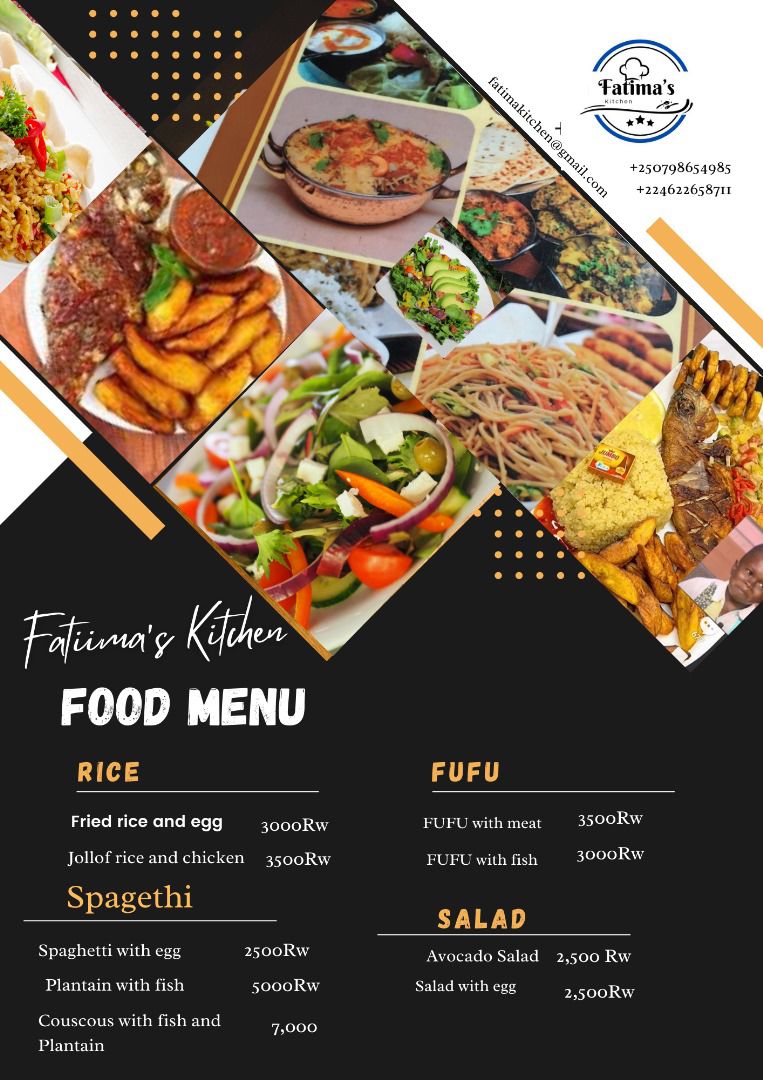 Fatima's
Kitchen
fatimakitchen@gmail.com
+250798654985
+224622658711
JUMBO
Fatiima's Kitchen
FOOD MENU
RICE
Fried rice and egg 3000Rw
Jollof rice and chicken 3500Rw
Spagethi
Spaghetti with egg 2500Rw
Plantain with fish 5000Rw
Couscous with fish and
Plantain 7,000
FUFU
FUFU with meat 3500Rw
FUFU with fish 3000Rw
SALAD
Avocado Salad 2,500 Rw
Salad with egg 2,500Rw